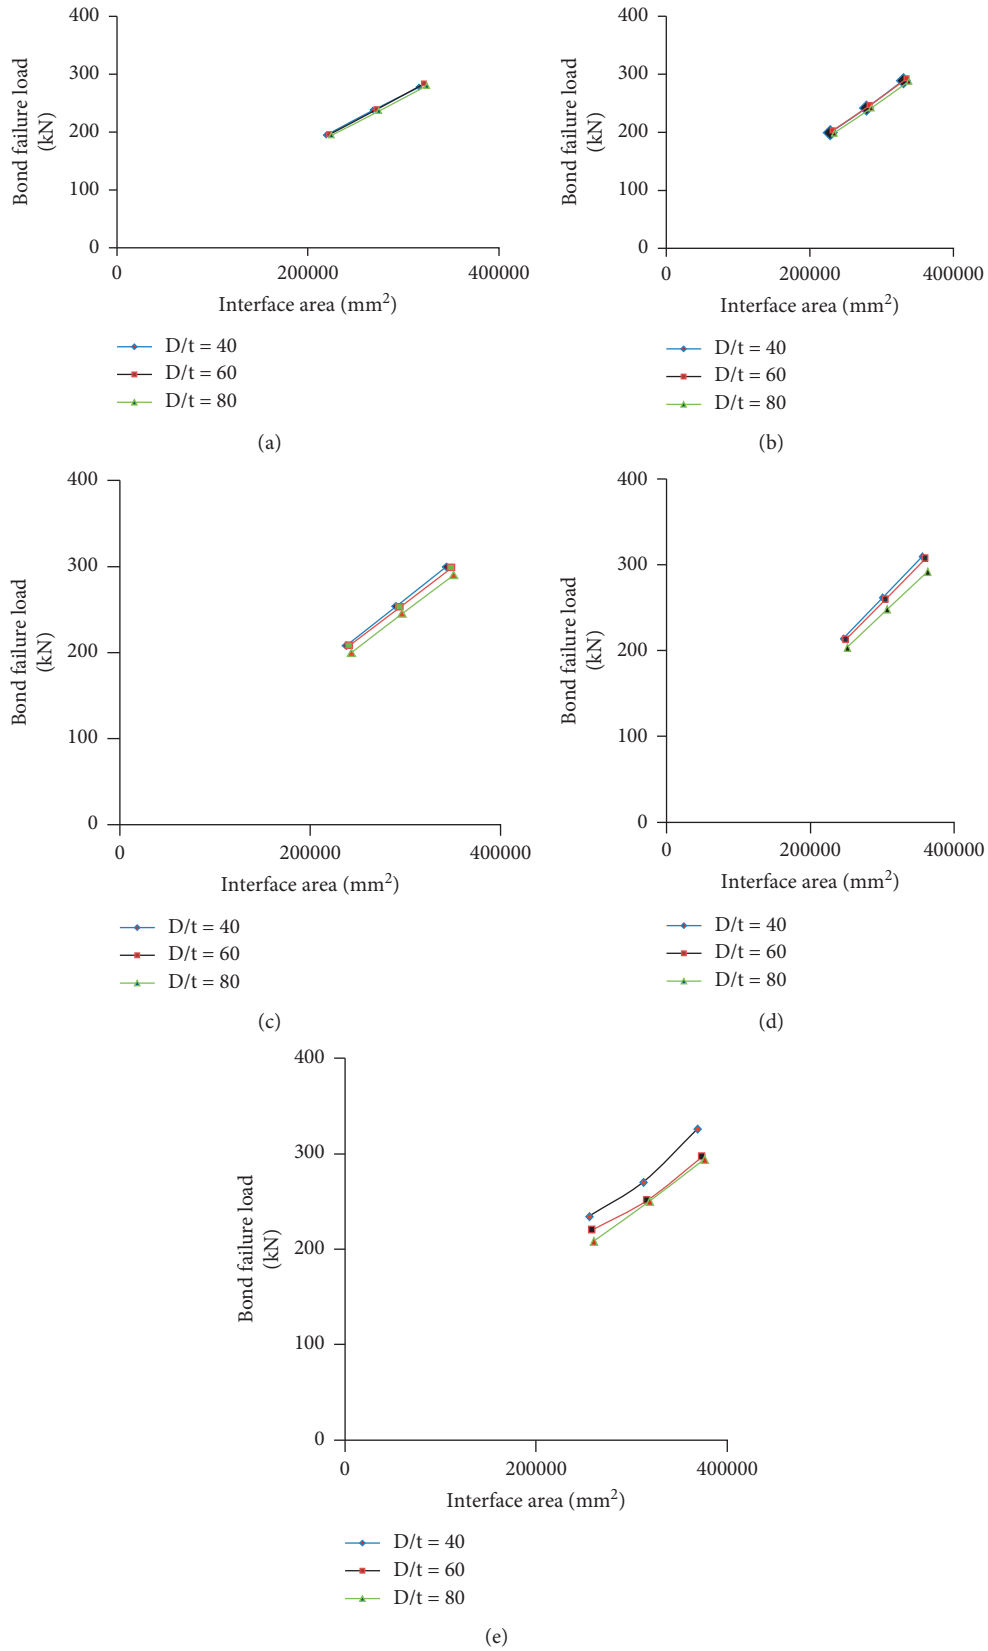 400
300
200
100
0
Bond failure load
(kN)
0
200000
400000
Interface area (mm²)
D/t = 40
D/t = 60
D/t = 80
(a)
400
300
200
100
0
Bond failure load
(kN)
0
200000
400000
Interface area (mm²)
D/t = 40
D/t = 60
D/t = 80
(b)
400
300
200
100
0
Bond failure load
(kN)
0
200000
400000
Interface area (mm²)
D/t = 40
D/t = 60
D/t = 80
(c)
400
300
200
100
0
Bond failure load
(kN)
0
200000
400000
Interface area (mm²)
D/t = 40
D/t = 60
D/t = 80
(d)
400
300
200
100
0
Bond failure load
(kN)
0
200000
400000
Interface area (mm²)
D/t = 40
D/t = 60
D/t = 80
(e)